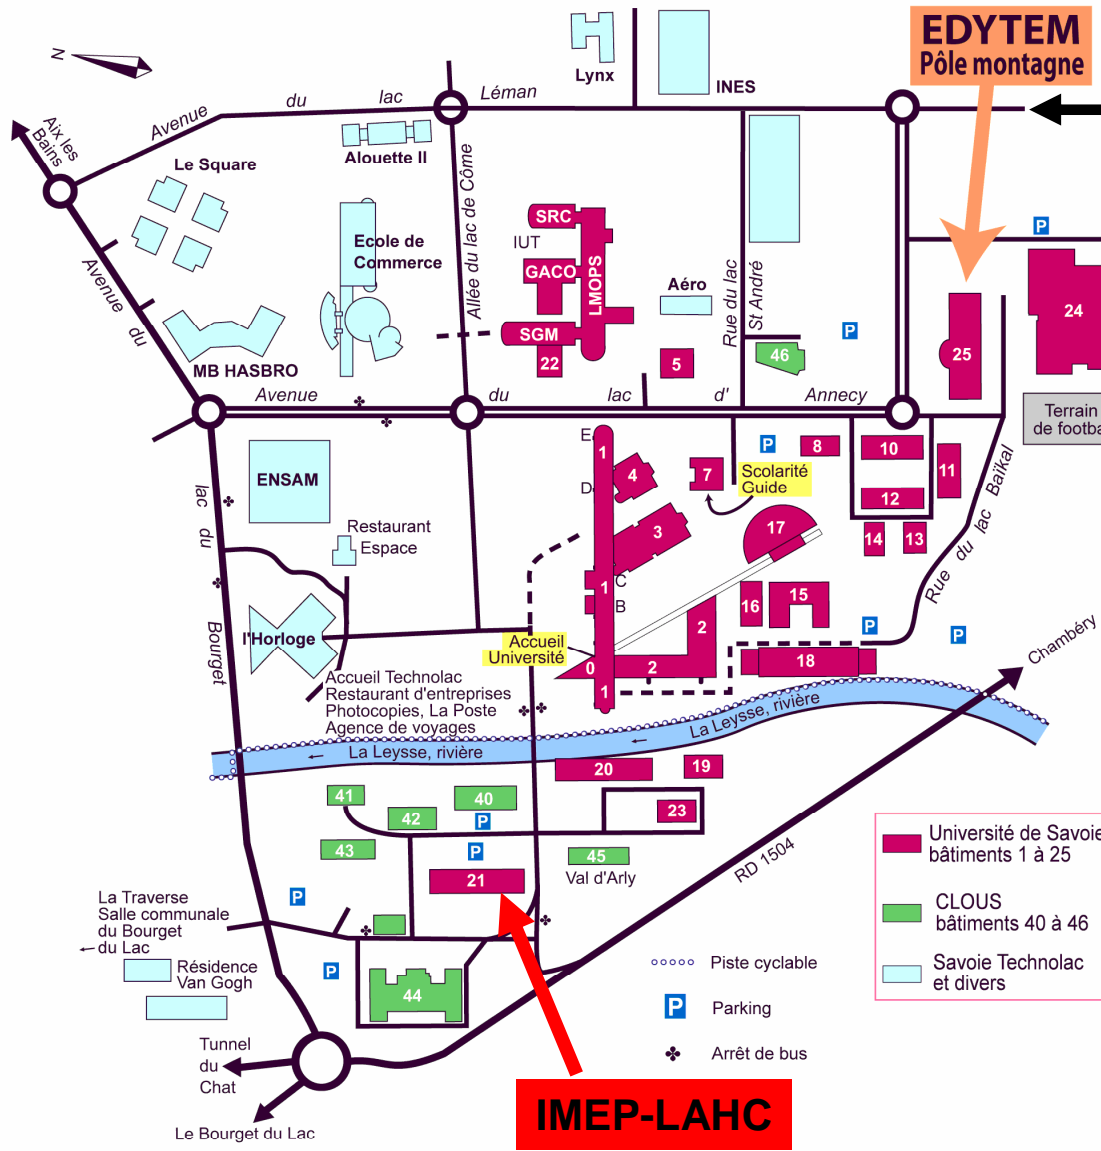 EDYTEM
Pôle montagne
N
Lynx
INES
Avenue
du
lac
Léman
Aix les
Bains
Le Square
Alouette II
Allée du lac de Côme
SRC
IUT
GACO
LMOPS
SGM
22
Ecole de
Commerce
Aéro
5
Rue du lac
St André
46
P
P
25
24
Avenue
du
MB HASBRO
Avenue
du
lac
d'
Annecy
Terrain
de footba
E
1
4
D
7
P
8
10
11
12
Scolarité
Guide
ENSAM
lac
du
Bourget
Restaurant
Espace
3
17
14
13
Rue du lac Baïkal
C
1
B
16
15
2
l'Horloge
Accueil
Université
0
2
18
P
P
1
Chambéry
Accueil Technolac
Restaurant d'entreprises
Photocopies, La Poste
Agence de voyages
La Leysse, rivière
La Leysse, rivière
20
19
41
42
40
P
23
43
P
45
Val d'Arly
RD 1504
21
P
La Traverse
Salle communale
du Bourget
du Lac
Résidence
Van Gogh
P
44
Université de Savoie
bâtiments 1 à 25
CLOUS
bâtiments 40 à 46
Savoie Technolac
et divers
Piste cyclable
P
Parking
Arrêt de bus
Tunnel
du
Chat
Le Bourget du Lac
IMEP-LAHC